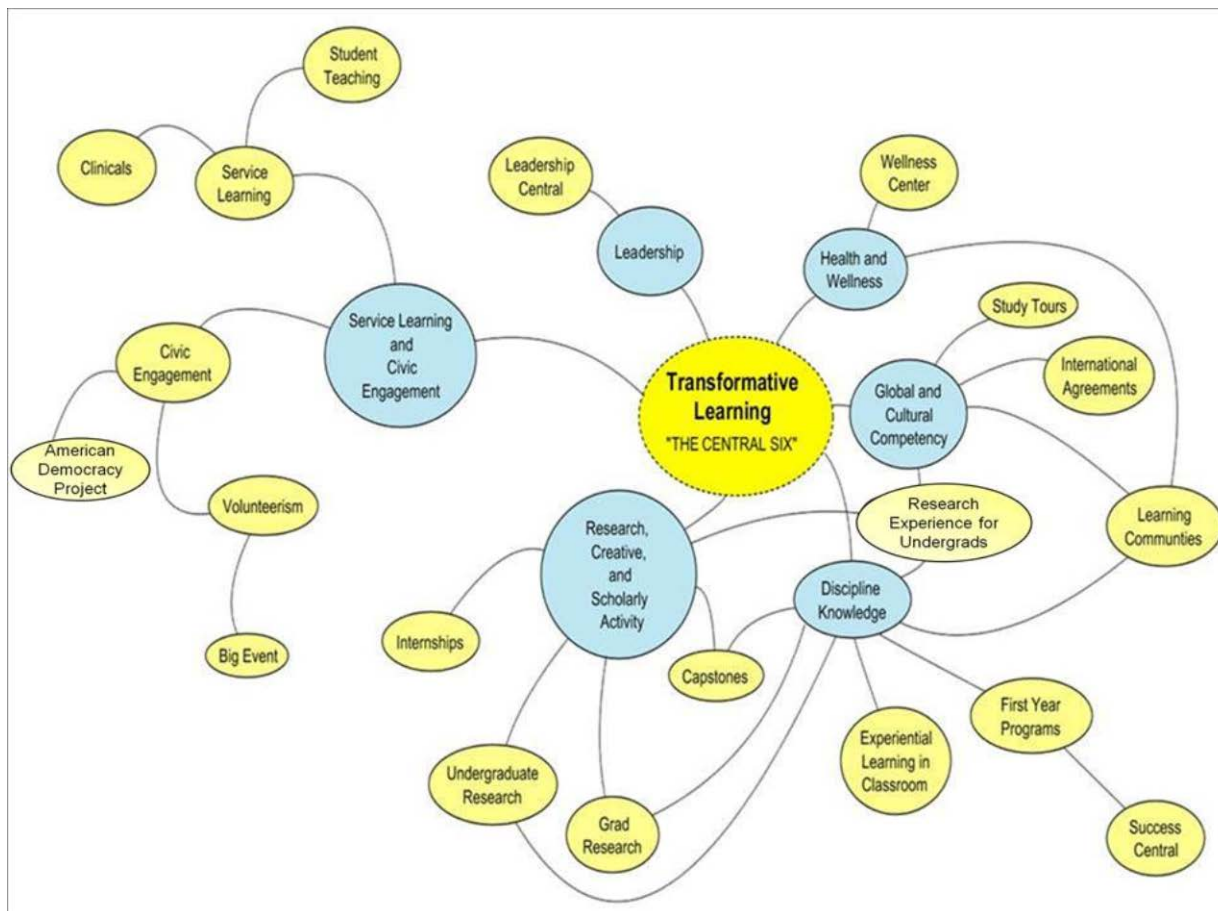 Student
Teaching
Clinicals
Service
Learning
Leadership
Central
Wellness
Center
Leadership
Health and
Wellness
Study Tours
Service Learning
and
Civic
Engagement
Civic
Engagement
International
Agreements
Transformative
Learning
"THE CENTRAL SIX"
Global and
Cultural
Competency
American
Democracy
Project
Volunteerism
Research
Experience for
Undergrads
Learning
Communties
Research,
Creative,
and
Scholarly
Activity
Discipline
Knowledge
Internships
Big Event
Capstones
First Year
Programs
Experiential
Learning in
Classroom
Undergraduate
Research
Grad
Research
Success
Central